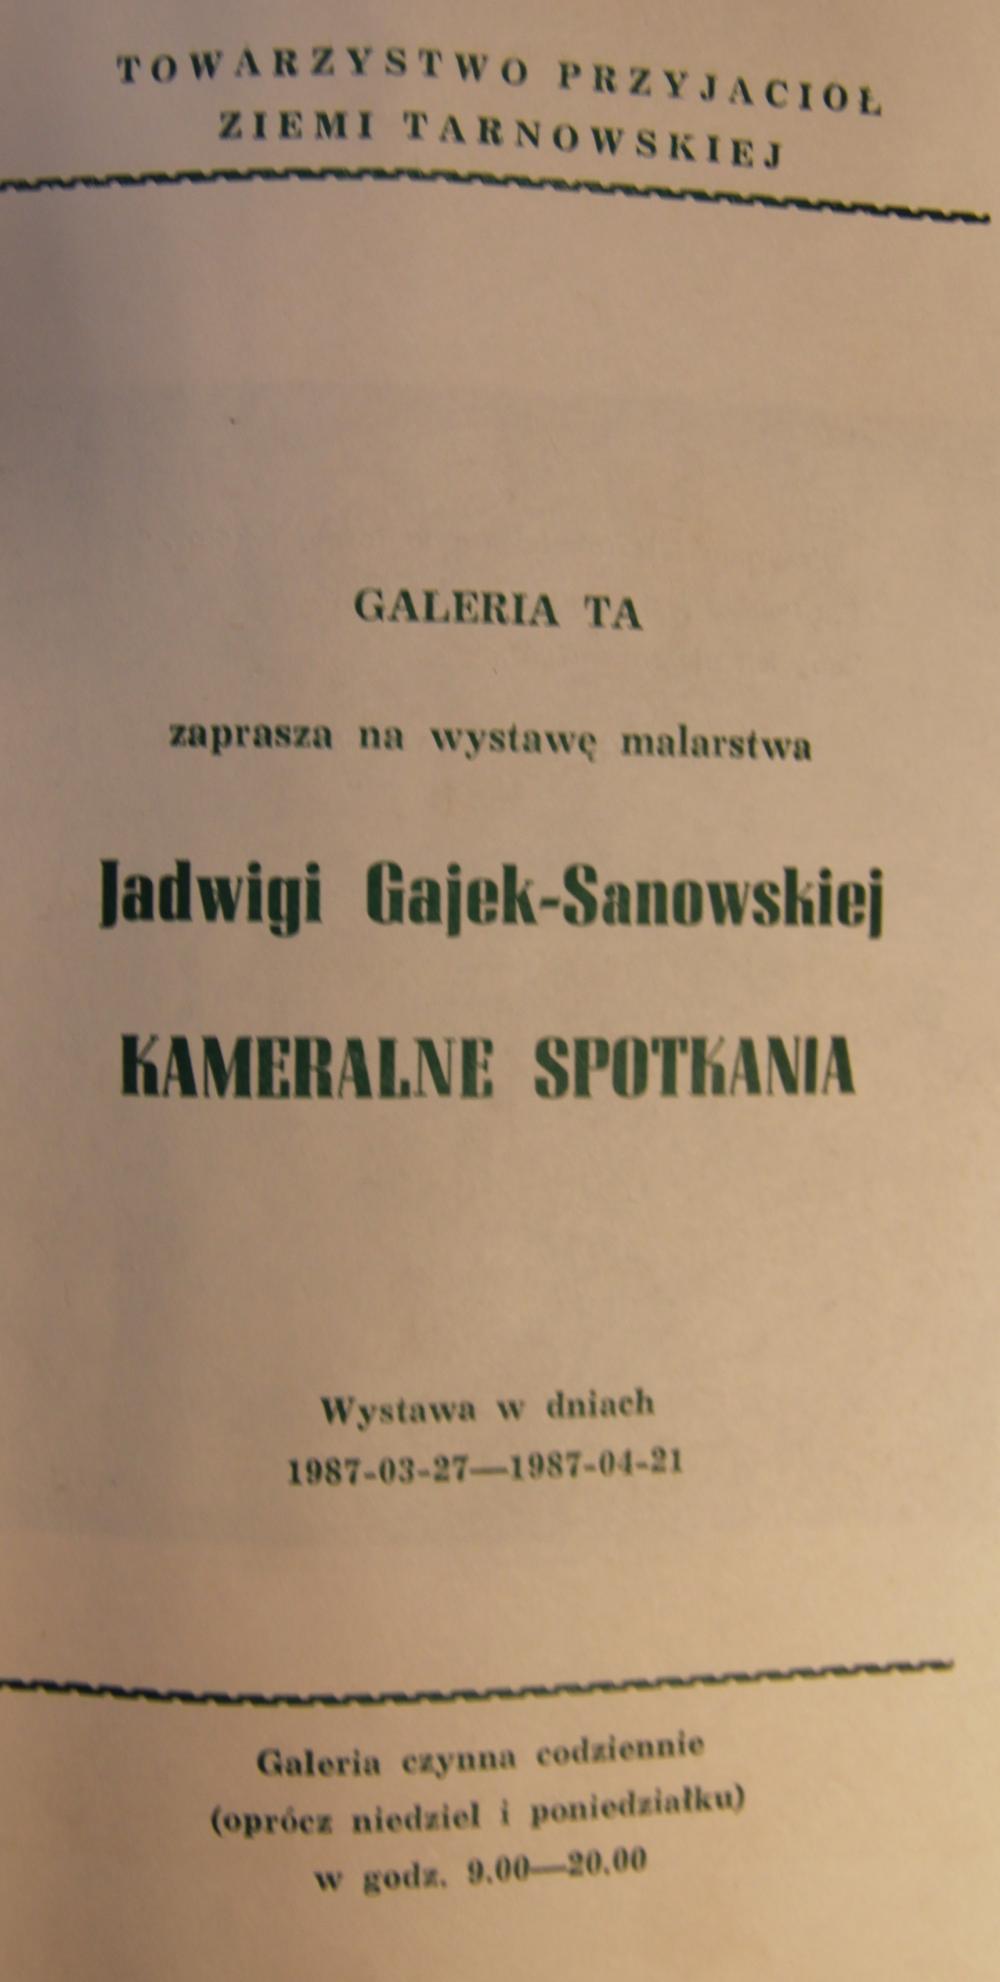 TOWARZYSTWO PRZYJACIOŁ
ZIEMI TARNOWSKIEJ
GALERIA TA
zaprasza na wystawę malarstwa
Jadwigi Gajek-Sanowskiej
KAMERALNE SPOTKANIA
Wystawa w dniach
1987-03-27—1987-04-21
Galeria czynna codziennie
(oprócz niedziel i poniedziałku)
w godz. 9.00—20.00